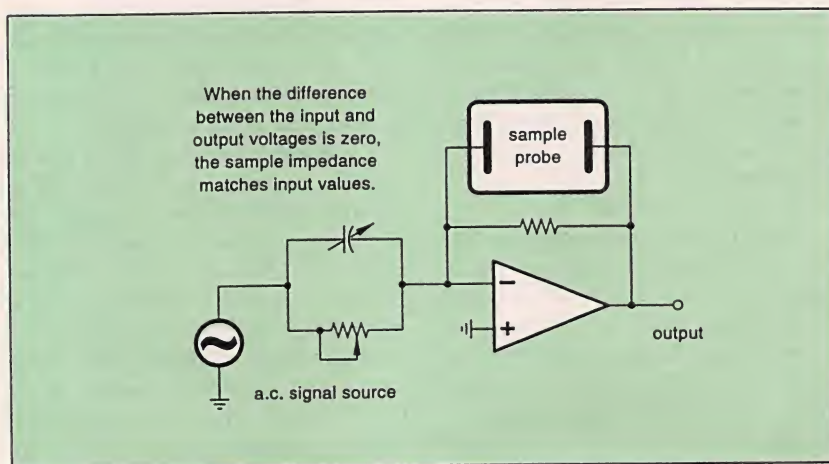 When the difference
between the input and
output voltages is zero,
the sample impedance
matches input values.
sample
probe
−
+
output
a.c. signal source